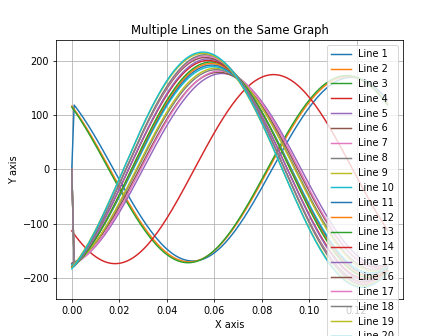 Multiple Lines on the Same Graph
Y axis
200
100
0
−100
−200
0.00
0.02
0.04
0.06
0.08
0.10
X axis
Line 1
Line 2
Line 3
Line 4
Line 5
Line 6
Line 7
Line 8
Line 9
Line 10
Line 11
Line 12
Line 13
Line 14
Line 15
Line 16
Line 17
Line 18
Line 19
Line 20